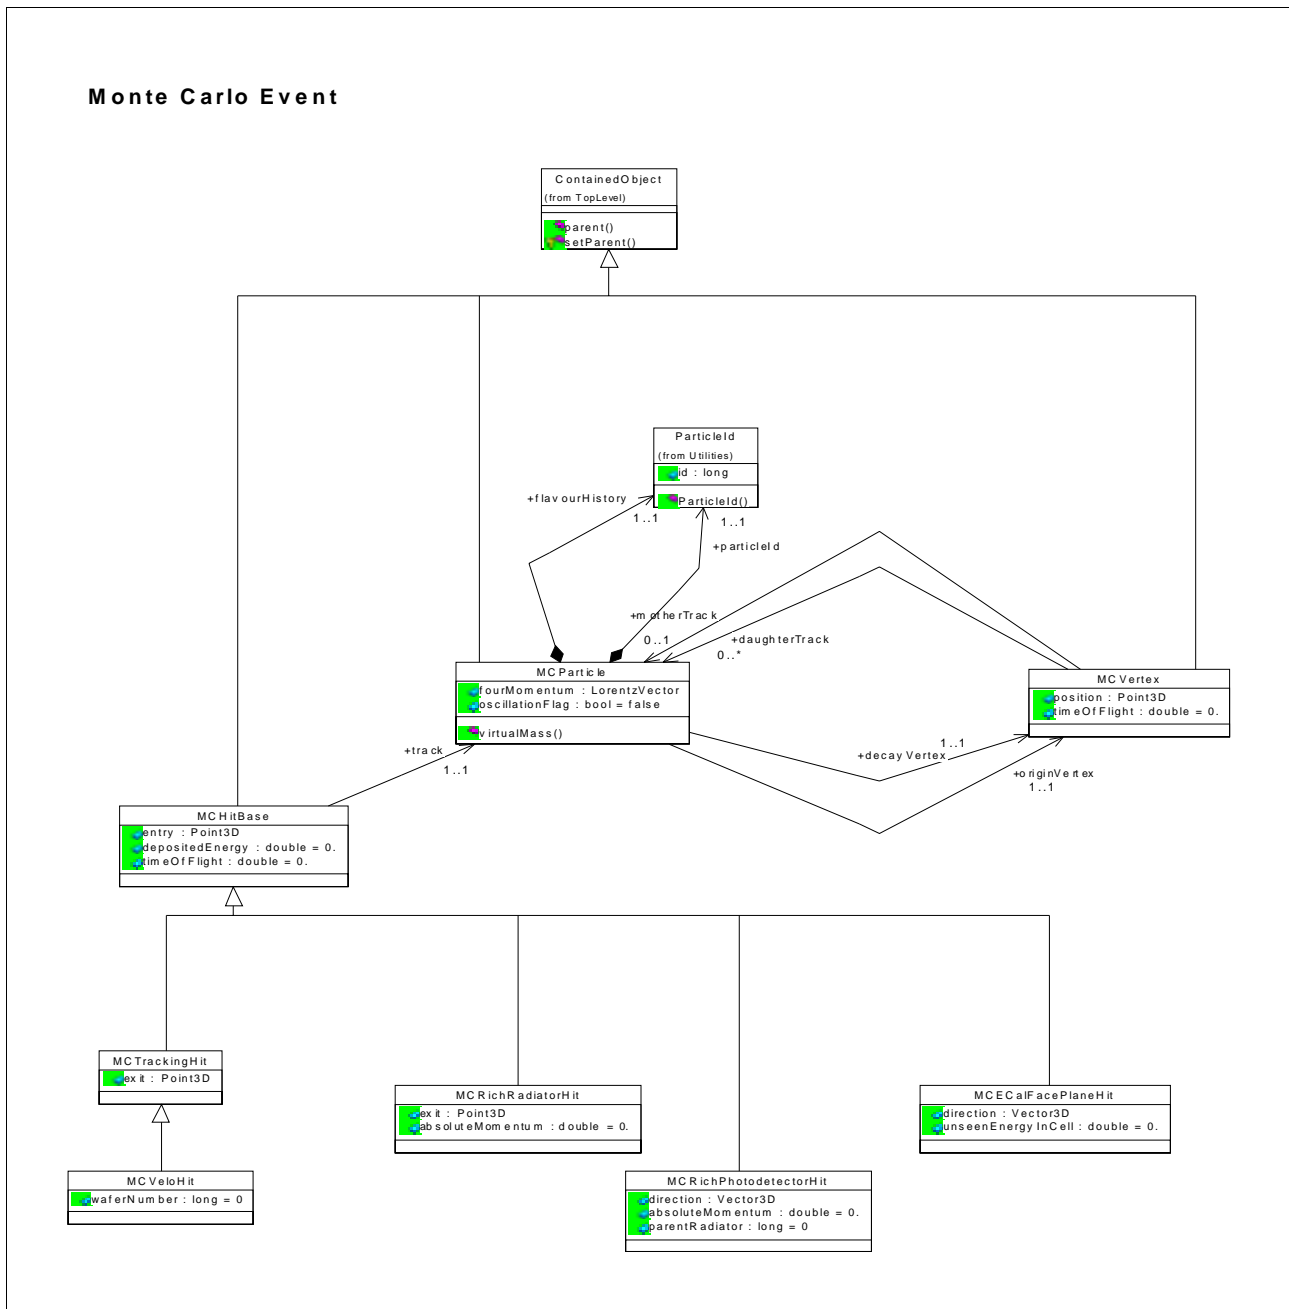 Monte Carlo Event
ContainedObject
(from TopLevel)
parent()
setParent()
ParticleId
(from Utilities)
id : long
ParticleId()
+flavourHistory
1..1
1..1
+particleId
+motherTrack
0..1
+daughterTrack
0..*
MCParticle
fourMomentum : LorentzVector
oscillationFlag : bool = false
virtualMass()
MCVertex
position : Point3D
timeOfFlight : double = 0.
+track
1..1
1..1
+decayVertex
+originVertex
1..1
MCHitBase
entry : Point3D
depositedEnergy : double = 0.
timeOfFlight : double = 0.
MCTrackingHit
exit : Point3D
MCRichRadiatorHit
exit : Point3D
absoluteMomentum : double = 0.
MCECalFacePlaneHit
direction : Vector3D
unseenEnergyInCell : double = 0.
MCVeloHit
waferNumber : long = 0
MCRichPhotodetectorHit
direction : Vector3D
absoluteMomentum : double = 0.
parentRadiator : long = 0